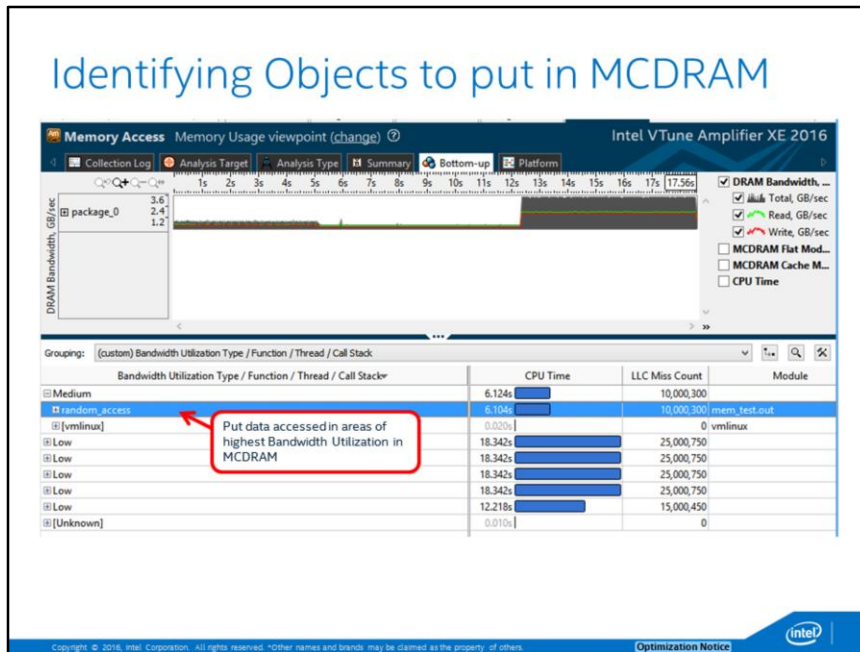 Identifying Objects to put in MCDRAM
Memory Access Memory Usage viewpoint (change) Intel VTune Amplifier XE 2016
Collection Log Analysis Target Analysis Type Summary Bottom-up Platform
1s 2s 3s 4s 5s 6s 7s 8s 9s 10s 11s 12s 13s 14s 15s 16s 17s 17.56s
DRAM Bandwidth, GB/sec
package_0
3.6
2.4
1.2
DRAM Bandwidth, ...
Total, GB/sec
Read, GB/sec
Write, GB/sec
MCDRAM Flat Mod...
MCDRAM Cache M...
CPU Time
Grouping: (custom) Bandwidth Utilization Type / Function / Thread / Call Stack
Bandwidth Utilization Type / Function / Thread / Call Stack CPU Time LLC Miss Count Module
Medium 6.124s 10,000,300
random_access 6.104s 10,000,300 mem_test.out
[vmlinux] 0.020s 0 vmlinux
Put data accessed in areas of
highest Bandwidth Utilization in
MCDRAM
Low 18.342s 25,000,750
Low 18.342s 25,000,750
Low 18.342s 25,000,750
Low 18.342s 25,000,750
Low 12.218s 15,000,450
[Unknown] 0.010s 0
Copyright © 2016, Intel Corporation. All rights reserved. *Other names and brands may be claimed as the property of others. Optimization Notice
intel